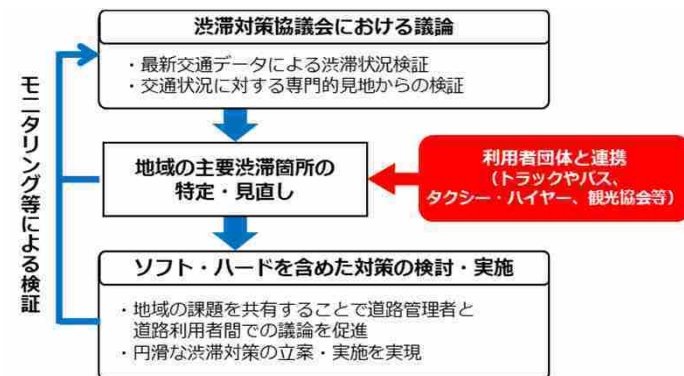 渋滞対策協議会における議論
・最新交通データによる渋滞状況検証
・交通状況に対する専門的見地からの検証
モニタリング等による検証
地域の主要渋滞箇所の
特定・見直し
利用者団体と連携
（トラックやバス、
タクシー・ハイヤー、観光協会等）
ソフト・ハードを含めた対策の検討・実施
・地域の課題を共有することで道路管理者と
道路利用者間での議論を促進
・円滑な渋滞対策の立案・実施を実現